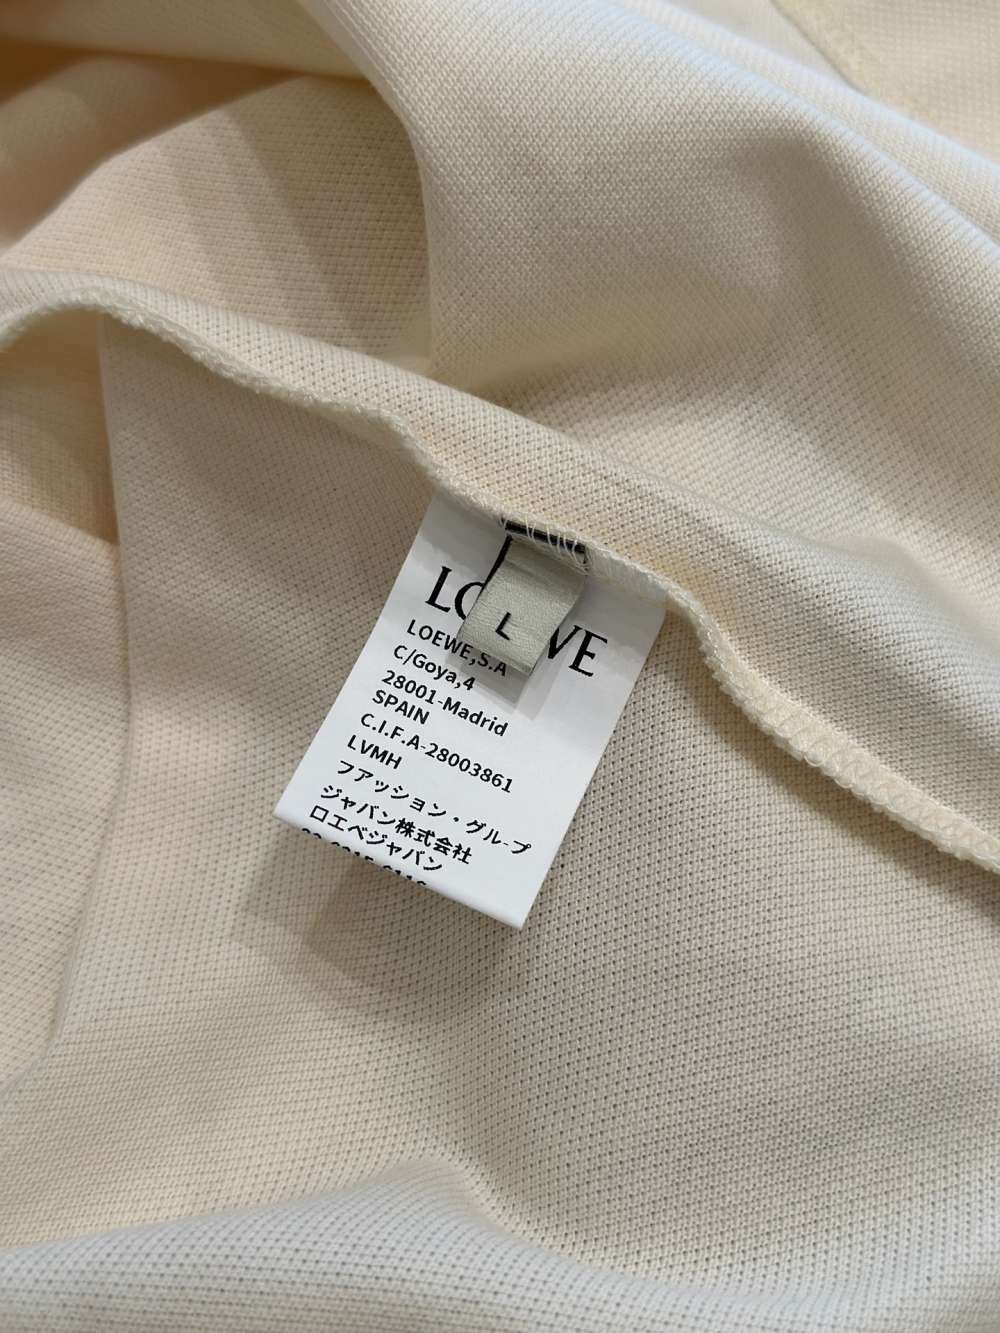 LOEWE
L
LOEWE,S.A
C/Goya,4
28001-Madrid
SPAIN
C.I.F.A-28003861
LVMH
フアッション・グループ
ジャパン株式会社
ロエベジャパン